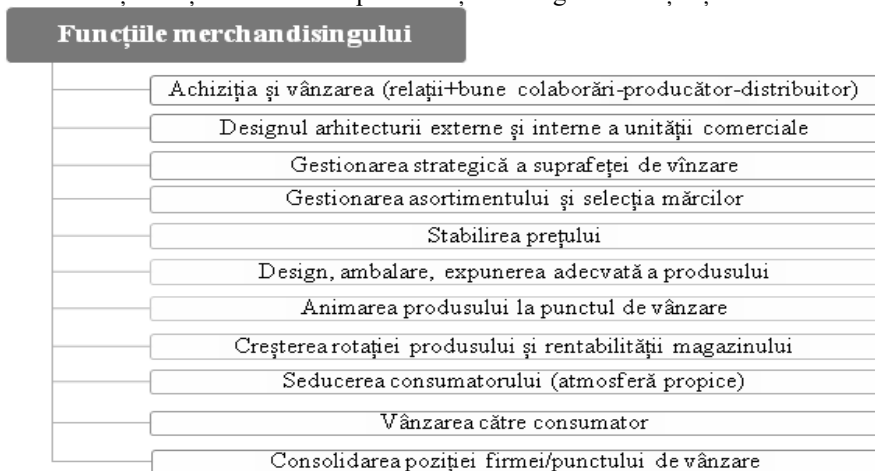 Funcțiile merchandisingului
Achiziția și vânzarea (relații+bune colaborări-producător-distribuitor)
Designul arhitecturii externe și interne a unității comerciale
Gestionarea strategică a suprafeței de vînzare
Gestionarea asortimentului și selecția mărcilor
Stabilirea prețului
Design, ambalare, expunerea adecvată a produsului
Animarea produsului la punctul de vânzare
Creșterea rotației produsului și rentabilității magazinului
Seducerea consumatorului (atmosferă propice)
Vânzarea către consumator
Consolidarea poziției firmei/punctului de vânzare